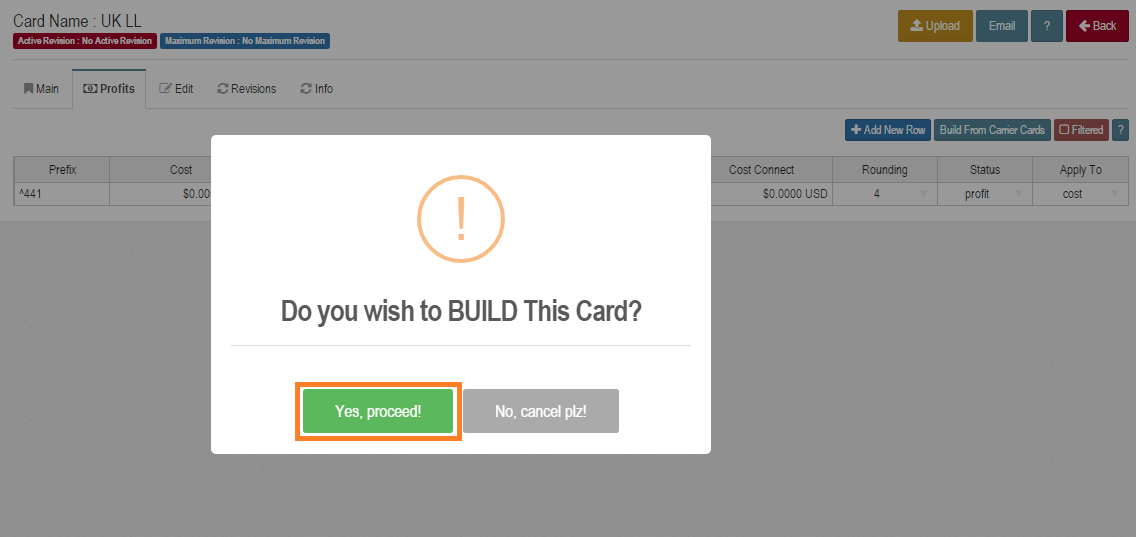 Card Name : UK LL
Active Revision : No Active Revision Maximum Revision : No Maximum Revision
Upload Email ? Back
Main Profits Edit Revisions Info
Add New Row Build From Carrier Cards Filtered ?
Prefix Cost Cost Connect Rounding Status Apply To
^441 $0.00 $0.0000 USD 4 profit cost
!
Do you wish to BUILD This Card?
Yes, proceed! No, cancel plz!